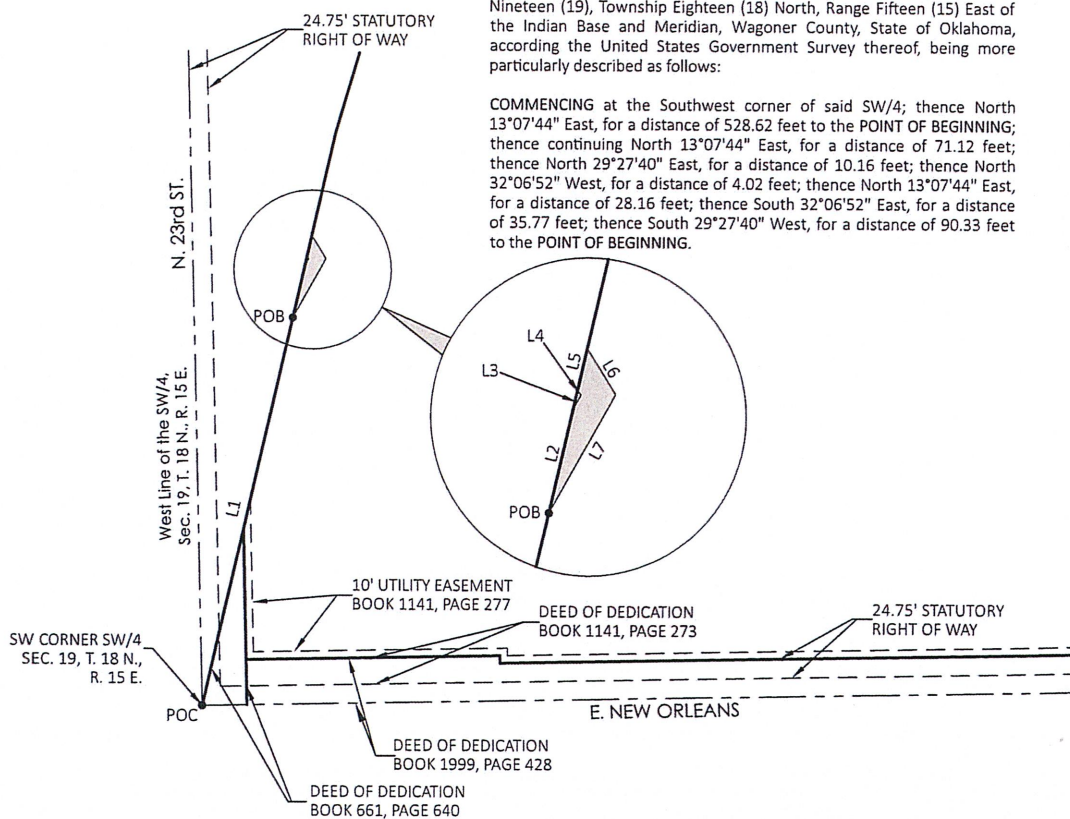 Nineteen (19), Township Eighteen (18) North, Range Fifteen (15) East of
the Indian Base and Meridian, Wagoner County, State of Oklahoma,
according the United States Government Survey thereof, being more
particularly described as follows:
COMMENCING at the Southwest corner of said SW/4; thence North
13°07'44" East, for a distance of 528.62 feet to the POINT OF BEGINNING;
thence continuing North 13°07'44" East, for a distance of 71.12 feet;
thence North 29°27'40" East, for a distance of 10.16 feet; thence North
32°06'52" West, for a distance of 4.02 feet; thence North 13°07'44" East,
for a distance of 28.16 feet; thence South 32°06'52" East, for a distance
of 35.77 feet; thence South 29°27'40" West, for a distance of 90.33 feet
to the POINT OF BEGINNING.
24.75' STATUTORY
RIGHT OF WAY
N. 23rd ST.
West Line of the SW/4,
Sec. 19, T. 18 N., R. 15 E.
POB
L1
L4
L3
L5
L6
L2
L7
POB
10' UTILITY EASEMENT
BOOK 1141, PAGE 277
DEED OF DEDICATION
BOOK 1141, PAGE 273
24.75' STATUTORY
RIGHT OF WAY
SW CORNER SW/4
SEC. 19, T. 18 N.,
R. 15 E.
POC
E. NEW ORLEANS
DEED OF DEDICATION
BOOK 1999, PAGE 428
DEED OF DEDICATION
BOOK 661, PAGE 640